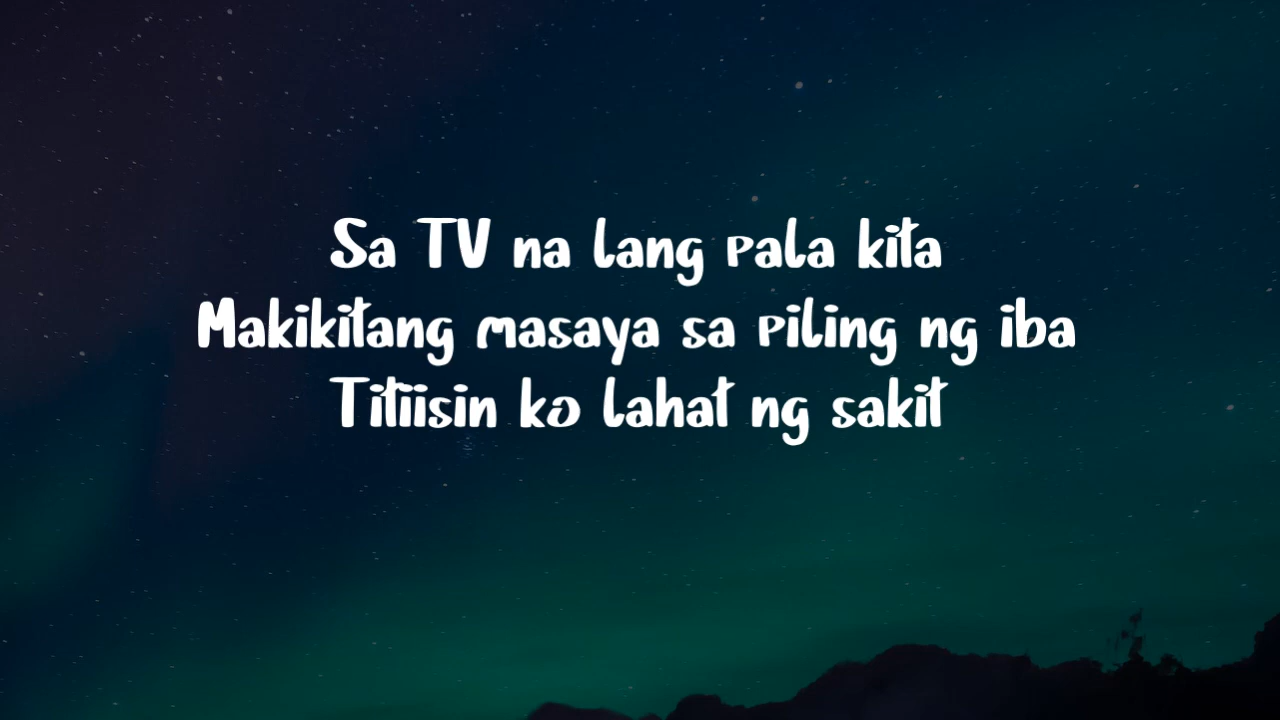 Sa TV na lang pala kita
Makikitang masaya sa piling ng iba
Titiisin ko lahat ng sakit